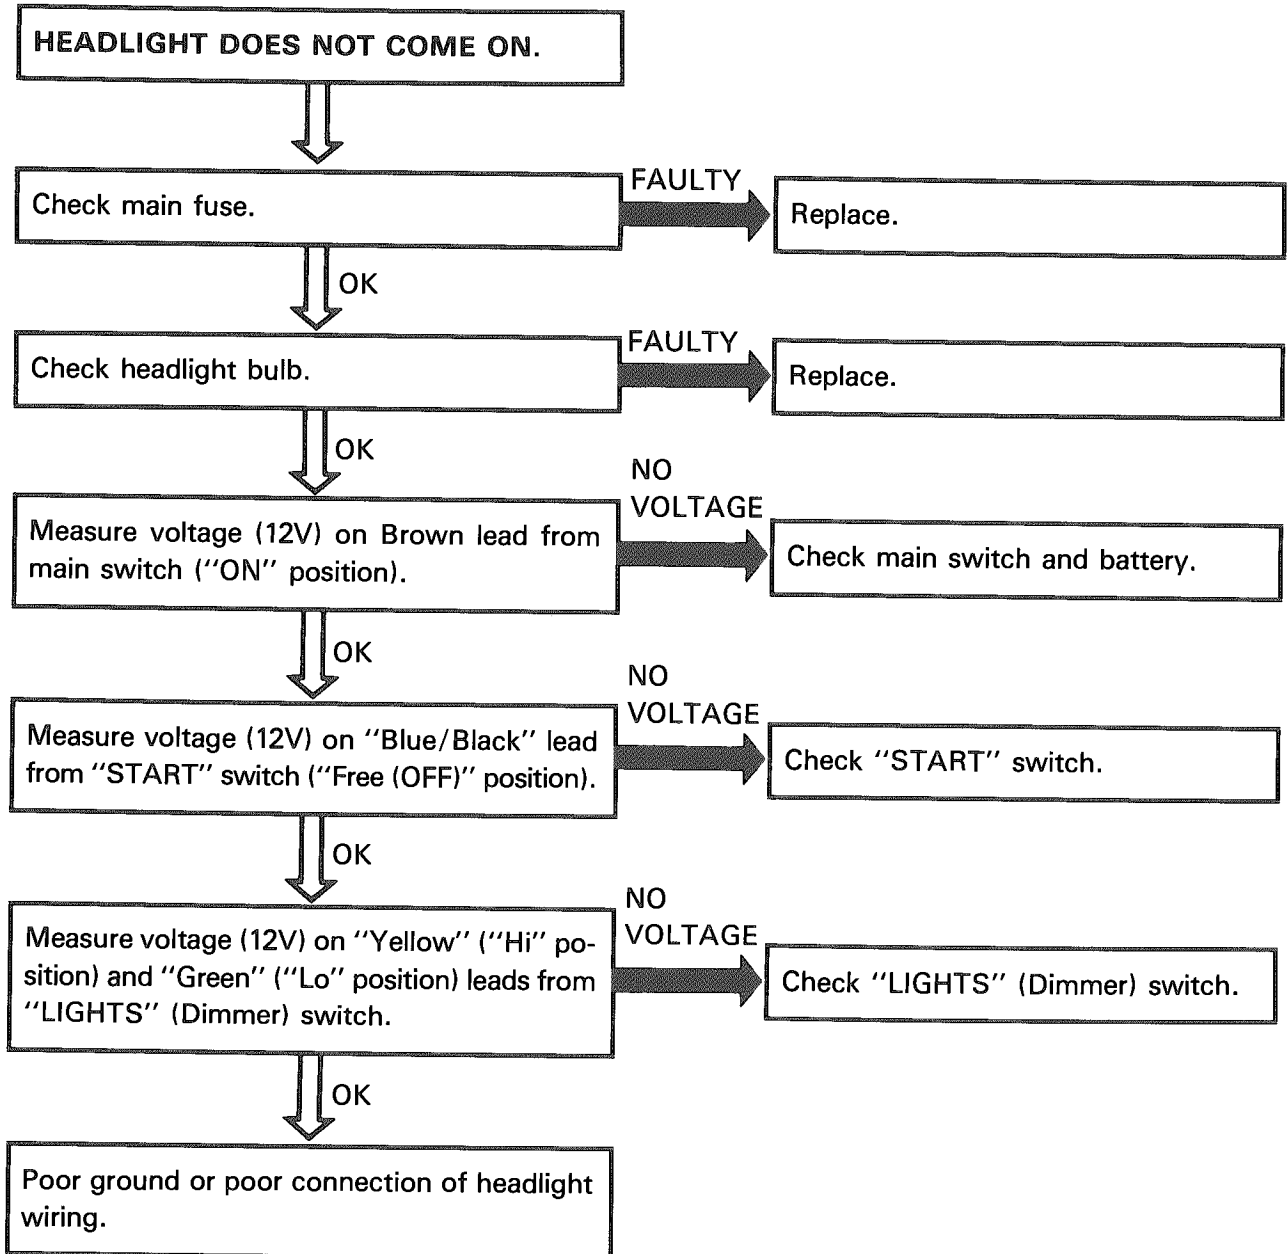 HEADLIGHT DOES NOT COME ON.
Check main fuse.
FAULTY
Replace.
OK
Check headlight bulb.
FAULTY
Replace.
OK
Measure voltage (12V) on Brown lead from
main switch (“ON” position).
NO
VOLTAGE
Check main switch and battery.
OK
Measure voltage (12V) on “Blue/Black” lead
from “START” switch (“Free (OFF)” position).
NO
VOLTAGE
Check “START” switch.
OK
Measure voltage (12V) on “Yellow” (“Hi” po-
sition) and “Green” (“Lo” position) leads from
“LIGHTS” (Dimmer) switch.
NO
VOLTAGE
Check “LIGHTS” (Dimmer) switch.
OK
Poor ground or poor connection of headlight
wiring.